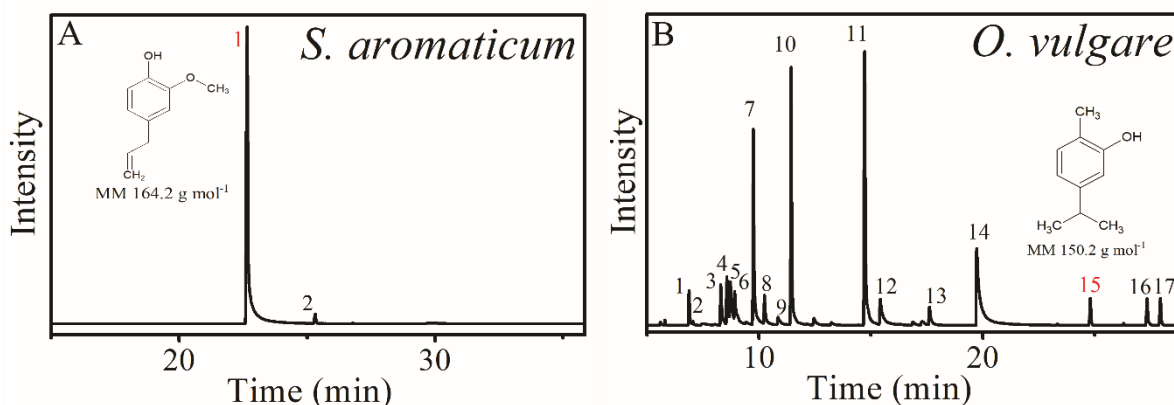 A
S. aromaticum
1
OH
O
CH₃
CH₂
MM 164.2 g mol⁻¹
2
Intensity
20
30
Time (min)
B
O. vulgare
1
2
3
4
5
6
7
8
9
10
11
12
13
14
15
16
17
CH₃
OH
H₃C
CH₃
MM 150.2 g mol⁻¹
Intensity
10
20
Time (min)